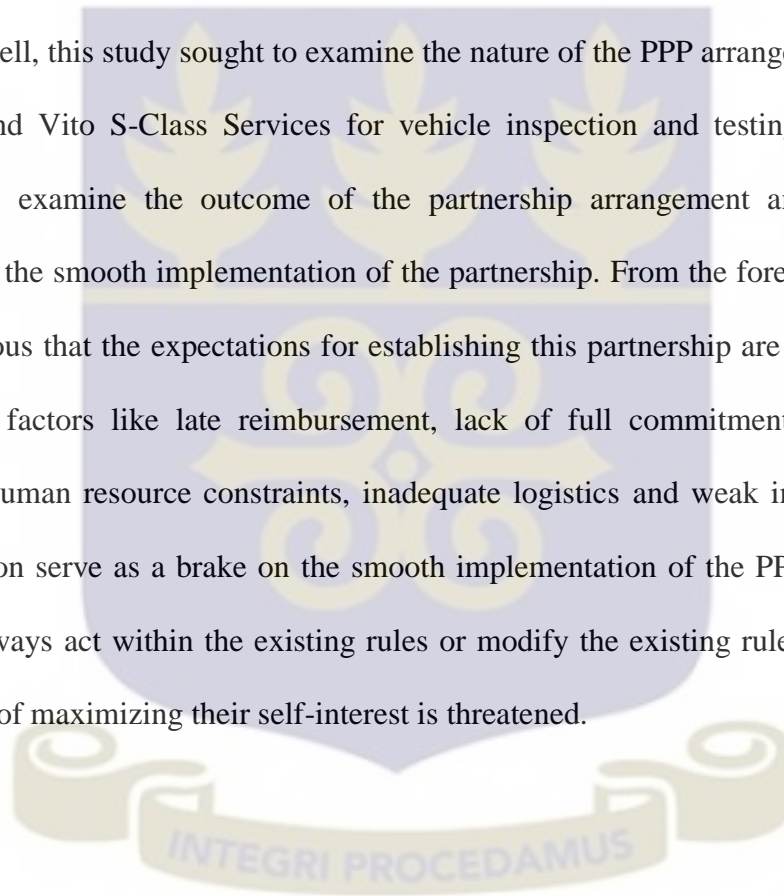 ell, this study sought to examine the nature of the PPP arrange
nd Vito S-Class Services for vehicle inspection and testin
examine the outcome of the partnership arrangement a
the smooth implementation of the partnership. From the fore
ous that the expectations for establishing this partnership are
factors like late reimbursement, lack of full commitment
uman resource constraints, inadequate logistics and weak i
on serve as a brake on the smooth implementation of the PP
ways act within the existing rules or modify the existing rule
of maximizing their self-interest is threatened.
INTEGRI PROCEDAMUS